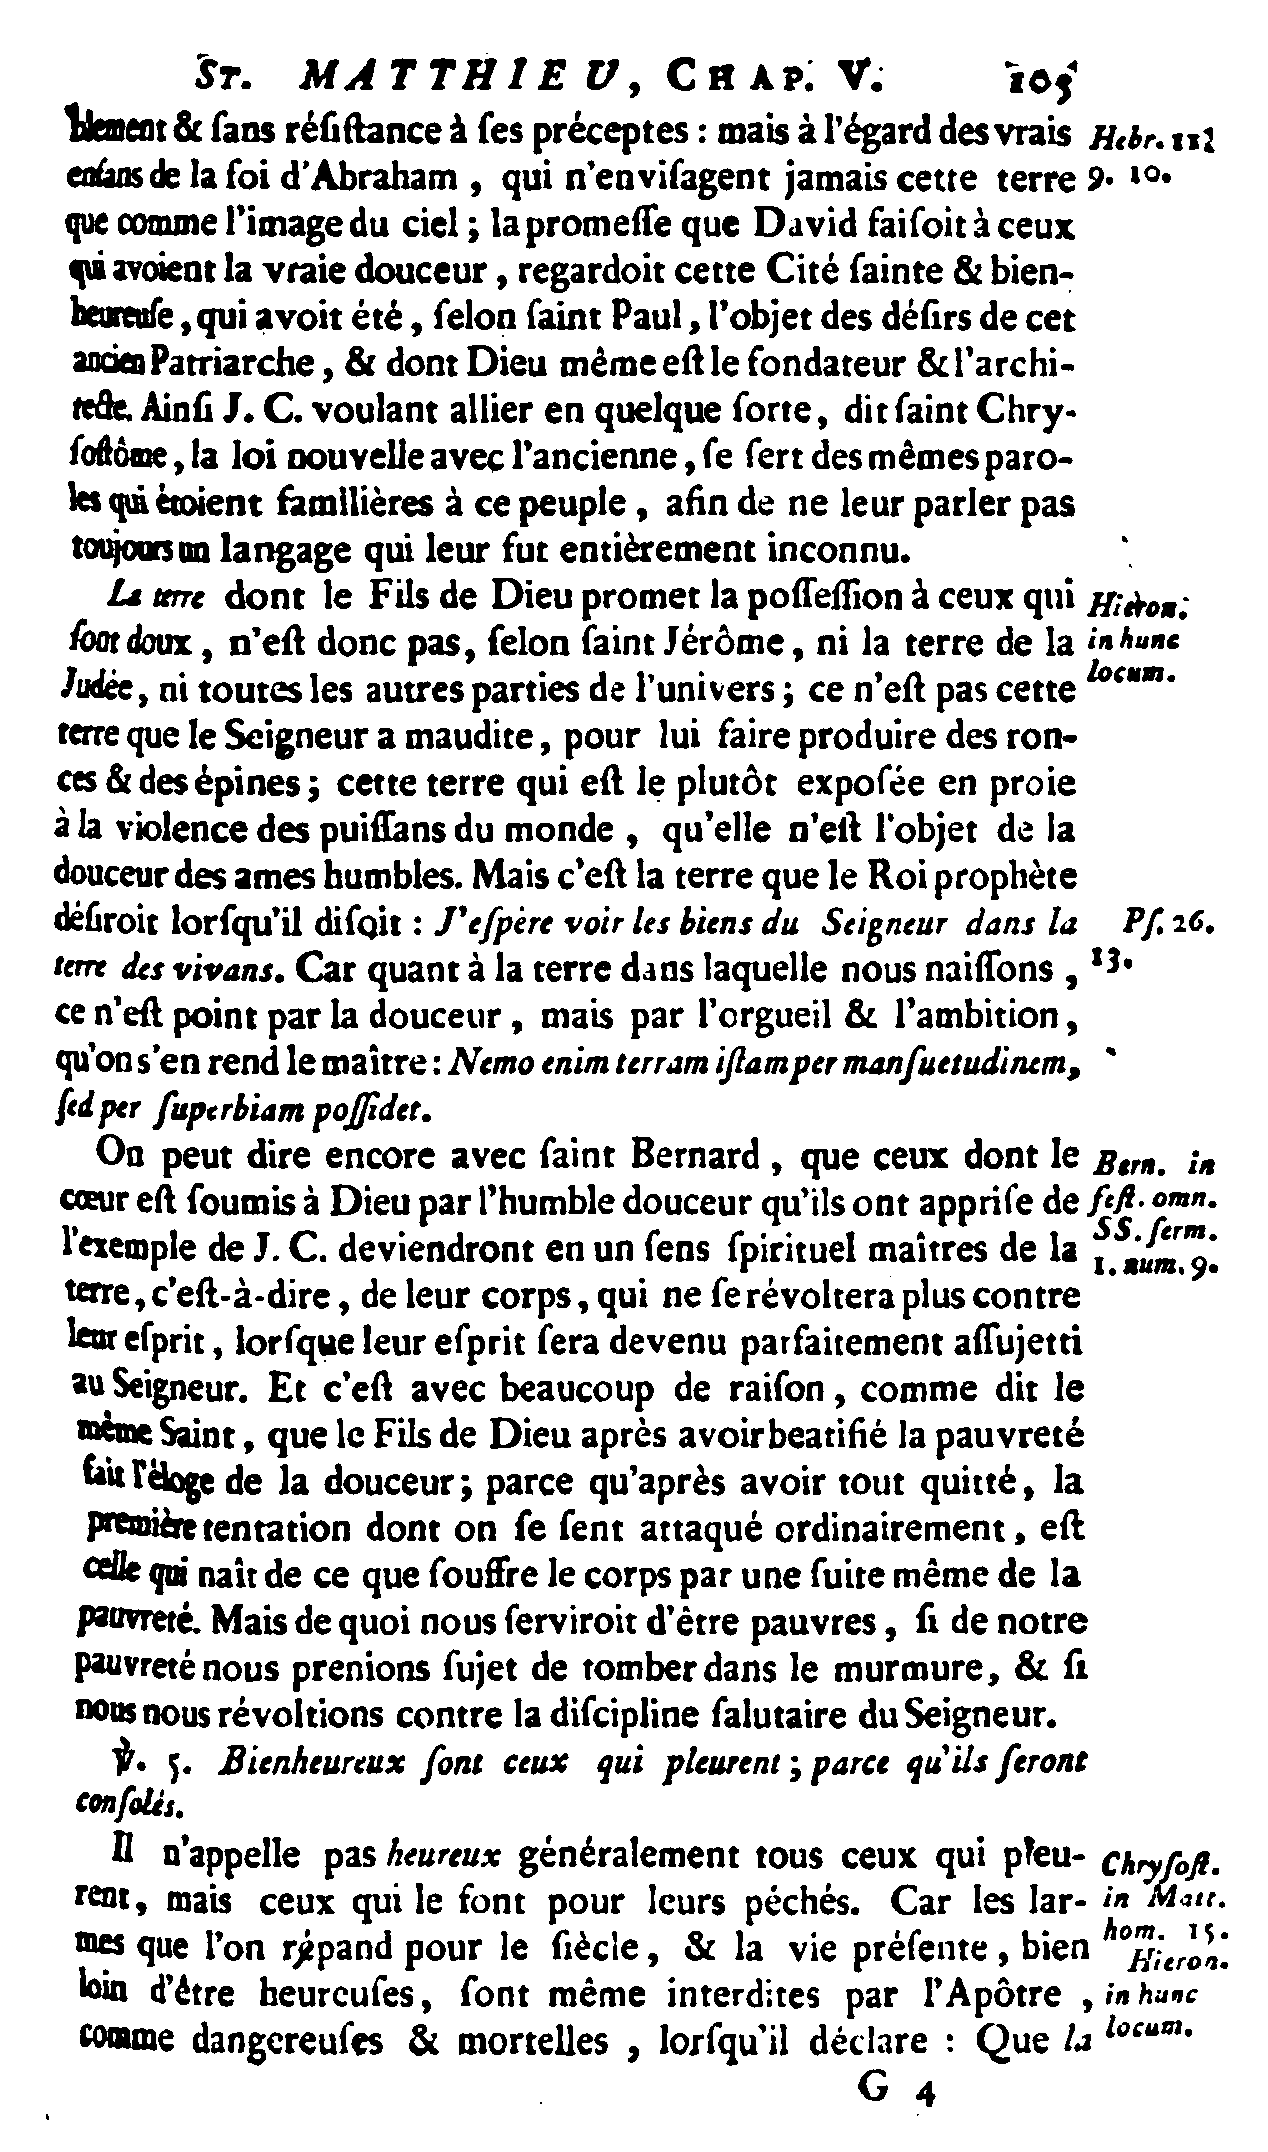 ST. MATTHIEU, CHAP. V. 105
blement & ſans réſiſtance à ſes préceptes : mais à l'égard des vrais
enfans de la foi d'Abraham, qui n'enviſagent jamais cette terre
que comme l'image du ciel ; la promeſſe que David faiſoit à ceux
qui avoient la vraie douceur, regardoit cette Cité ſainte & bien-
heureuſe, qui avoit été, ſelon ſaint Paul, l'objet des déſirs de cet
ancien Patriarche, & dont Dieu même eſt le fondateur & l'archi-
tecte. Ainſi J. C. voulant allier en quelque ſorte, dit ſaint Chry-
ſoſtôme, la loi nouvelle avec l'ancienne, ſe ſert des mêmes paro-
les qui étoient familières à ce peuple, afin de ne leur parler pas
toujours un langage qui leur fut entièrement inconnu.
La terre dont le Fils de Dieu promet la poſſeſſion à ceux qui
ſont doux, n'eſt donc pas, ſelon ſaint Jérôme, ni la terre de la
Judée, ni toutes les autres parties de l'univers ; ce n'eſt pas cette
terre que le Seigneur a maudite, pour lui faire produire des ron-
ces & des épines ; cette terre qui eſt le plutôt expoſée en proie
à la violence des puiſſans du monde, qu'elle n'eſt l'objet de la
douceur des ames humbles. Mais c'eſt la terre que le Roi prophète
déſiroit lorſqu'il diſoit : J'eſpère voir les biens du Seigneur dans la
terre des vivans. Car quant à la terre dans laquelle nous naiſſons,
ce n'eſt point par la douceur, mais par l'orgueil & l'ambition,
qu'on s'en rend le maître : Nemo enim terram iſtam per manſuetudinem,
ſed per ſuperbiam poſſidet.
On peut dire encore avec ſaint Bernard, que ceux dont le
cœur eſt ſoumis à Dieu par l'humble douceur qu'ils ont appriſe de
l'exemple de J. C. deviendront en un ſens ſpirituel maîtres de la
terre, c'eſt-à-dire, de leur corps, qui ne ſe révoltera plus contre
leur eſprit, lorſque leur eſprit ſera devenu parfaitement aſſujetti
au Seigneur. Et c'eſt avec beaucoup de raiſon, comme dit le
même Saint, que le Fils de Dieu après avoir beatifié la pauvreté
fait l'éloge de la douceur ; parce qu'après avoir tout quitté, la
première tentation dont on ſe ſent attaqué ordinairement, eſt
celle qui naît de ce que ſouffre le corps par une ſuite même de la
pauvreté. Mais de quoi nous ſerviroit d'être pauvres, ſi de notre
pauvreté nous prenions ſujet de tomber dans le murmure, & ſi
nous nous révoltions contre la diſcipline ſalutaire du Seigneur.
℣. 5. Bienheureux ſont ceux qui pleurent ; parce qu'ils ſeront
conſolés.
Il n'appelle pas heureux généralement tous ceux qui pleu-
rent, mais ceux qui le font pour leurs péchés. Car les lar-
mes que l'on répand pour le ſiècle, & la vie préſente, bien
loin d'être heureuſes, ſont même interdites par l'Apôtre,
comme dangereuſes & mortelles, lorſqu'il déclare : Que la
G 4
Hebr. 11.
9. 10.
Hièron.
in hunc
locum.
Pſ. 26.
13.
Bern. in
feſt. omn.
SS. ſerm.
1. num. 9.
Chryſoſt.
in Matt.
hom. 15.
Hieron.
in hunc
locum.